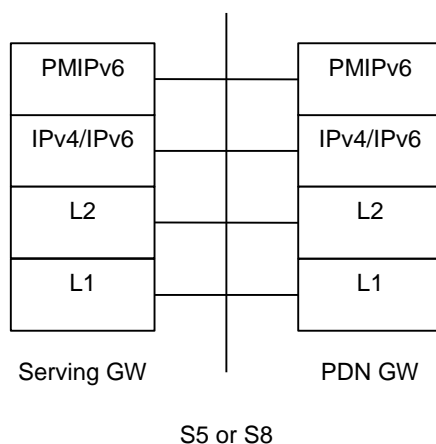 PMIPv6 PMIPv6
IPv4/IPv6 IPv4/IPv6
L2 L2
L1 L1
Serving GW PDN GW
S5 or S8